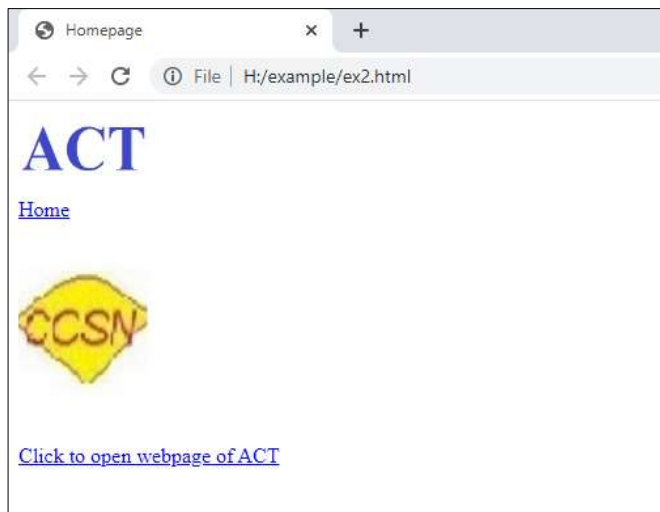 Homepage
File | H:/example/ex2.html
ACT
Home
CCSN
Click to open webpage of ACT